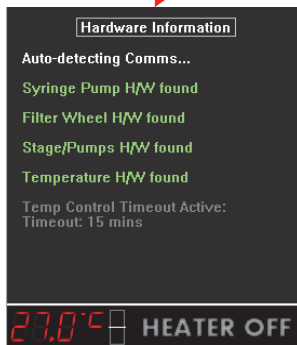 Hardware Information
Auto-detecting Comms...
Syringe Pump H/W found
Filter Wheel H/W found
Stage/Pumps H/W found
Temperature H/W found
Temp Control Timeout Active:
Timeout: 15 mins
27.0°C HEATER OFF